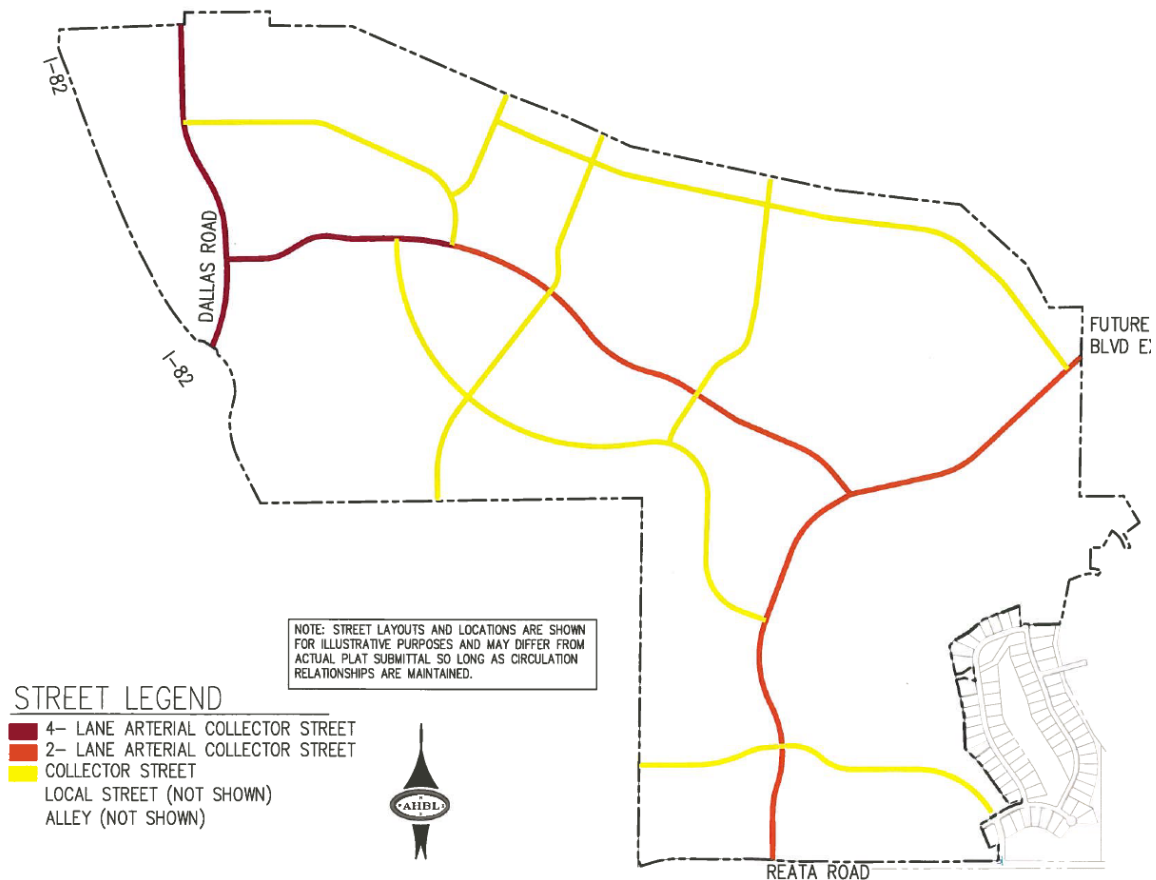 I-82
DALLAS ROAD
I-82
FUTURE
BLVD EX
NOTE: STREET LAYOUTS AND LOCATIONS ARE SHOWN
FOR ILLUSTRATIVE PURPOSES AND MAY DIFFER FROM
ACTUAL PLAT SUBMITTAL SO LONG AS CIRCULATION
RELATIONSHIPS ARE MAINTAINED.
STREET LEGEND
4- LANE ARTERIAL COLLECTOR STREET
2- LANE ARTERIAL COLLECTOR STREET
COLLECTOR STREET
LOCAL STREET (NOT SHOWN)
ALLEY (NOT SHOWN)
AHBL
REATA ROAD